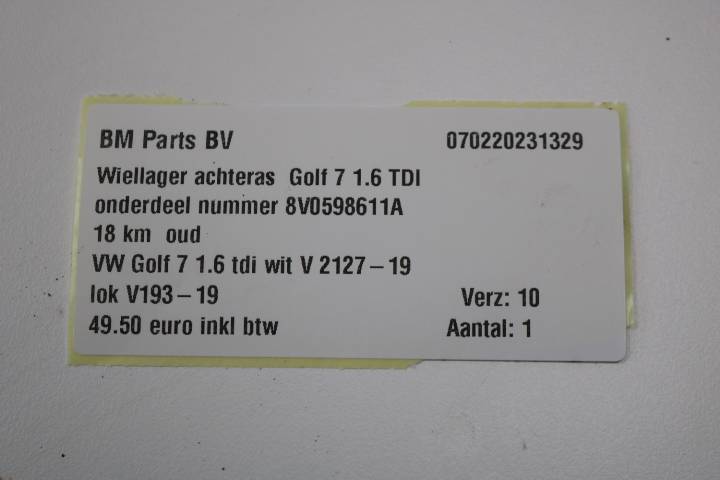 BM Parts BV 070220231329
Wiellager achteras Golf 7 1.6 TDI
onderdeel nummer 8V0598611A
18 km oud
VW Golf 7 1.6 tdi wit V 2127-19
lok V193-19 Verz: 10
49.50 euro inkl btw Aantal: 1